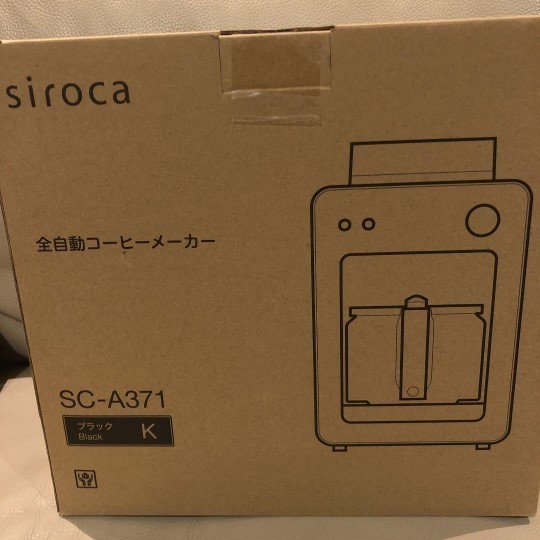 siroca
全自動コーヒーメーカー
SC-A371
ブラック
Black
K